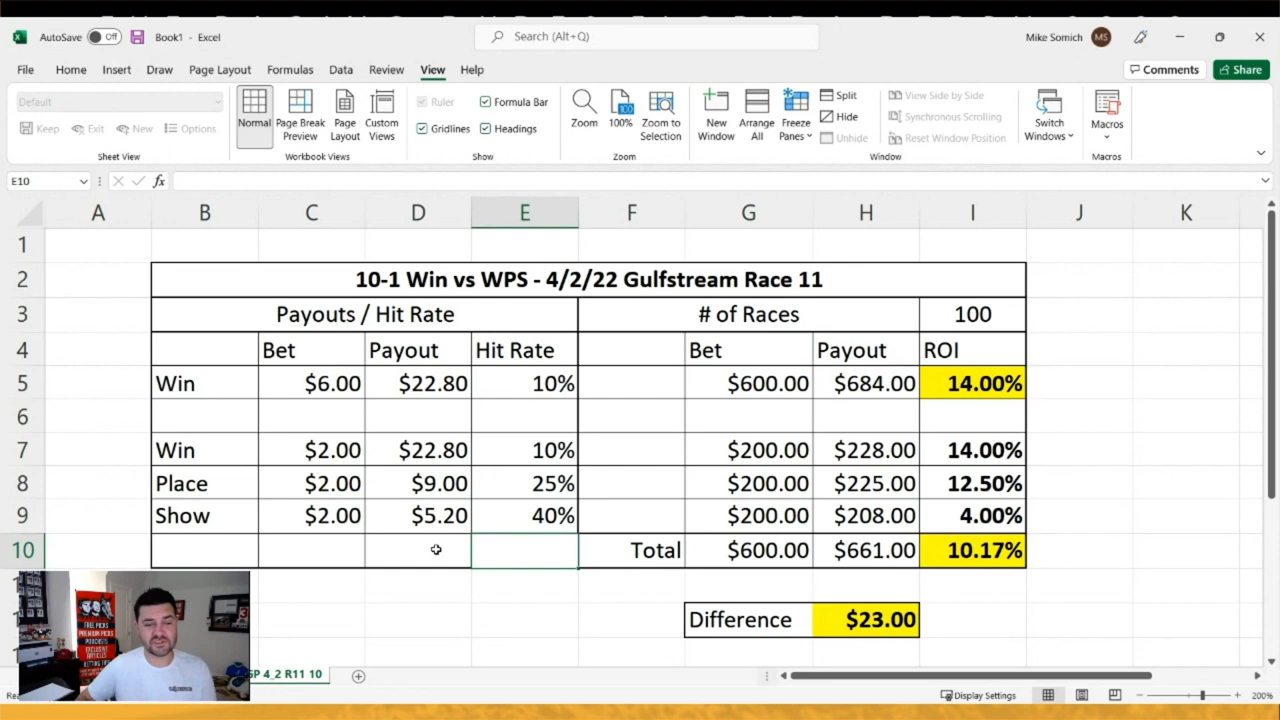 AutoSave Off Book1 - Excel Search (Alt+Q) Mike Somich MS
File Home Insert Draw Page Layout Formulas Data Review View Help Comments Share
Default
Keep Exit New Options
Sheet View
Normal Page Break Preview Page Layout Custom Views
Workbook Views
Ruler Formula Bar
Gridlines Headings
Show
Zoom 100% Zoom to Selection
Zoom
New Window Arrange All Freeze Panes
Split
Hide
Unhide
View Side by Side
Synchronous Scrolling
Reset Window Position
Switch Windows
Window
Macros
Macros
E10 fx
A B C D E F G H I J K
1
2 10-1 Win vs WPS - 4/2/22 Gulfstream Race 11
3 Payouts / Hit Rate # of Races 100
4 Bet Payout Hit Rate Bet Payout ROI
5 Win $6.00 $22.80 10% $600.00 $684.00 14.00%
6
7 Win $2.00 $22.80 10% $200.00 $228.00 14.00%
8 Place $2.00 $9.00 25% $200.00 $225.00 12.50%
9 Show $2.00 $5.20 40% $200.00 $208.00 4.00%
10 Total $600.00 $661.00 10.17%
Difference $23.00
FREE PICKS
PREMIUM PICKS
PODCASTS
EXCLUSIVE
ARTICLES
GP 4_2 R11 10
Display Settings 200%